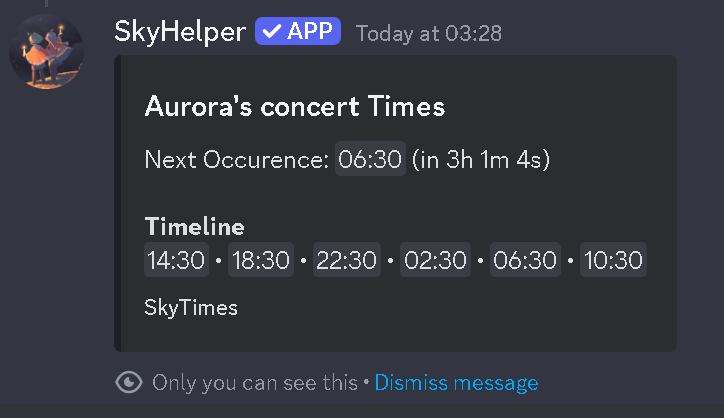 SkyHelper ✓ APP Today at 03:28
Aurora's concert Times
Next Occurence: 06:30 (in 3h 1m 4s)
Timeline
14:30 • 18:30 • 22:30 • 02:30 • 06:30 • 10:30
SkyTimes
Only you can see this • Dismiss message